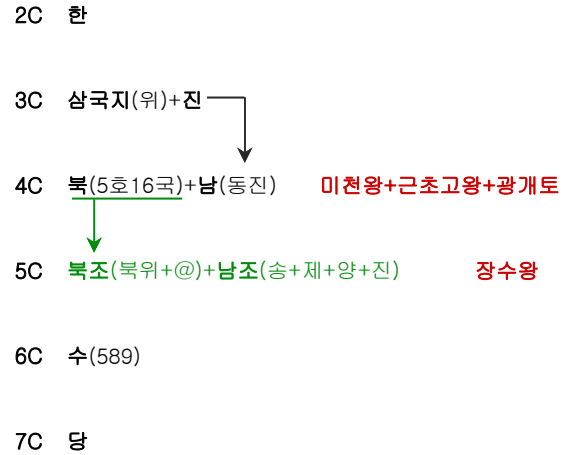 2C 한
3C 삼국지(위)+진
4C 북(5호16국)+남(동진) 미천왕+근초고왕+광개토
5C 북조(북위+@)+남조(송+제+양+진) 장수왕
6C 수(589)
7C 당